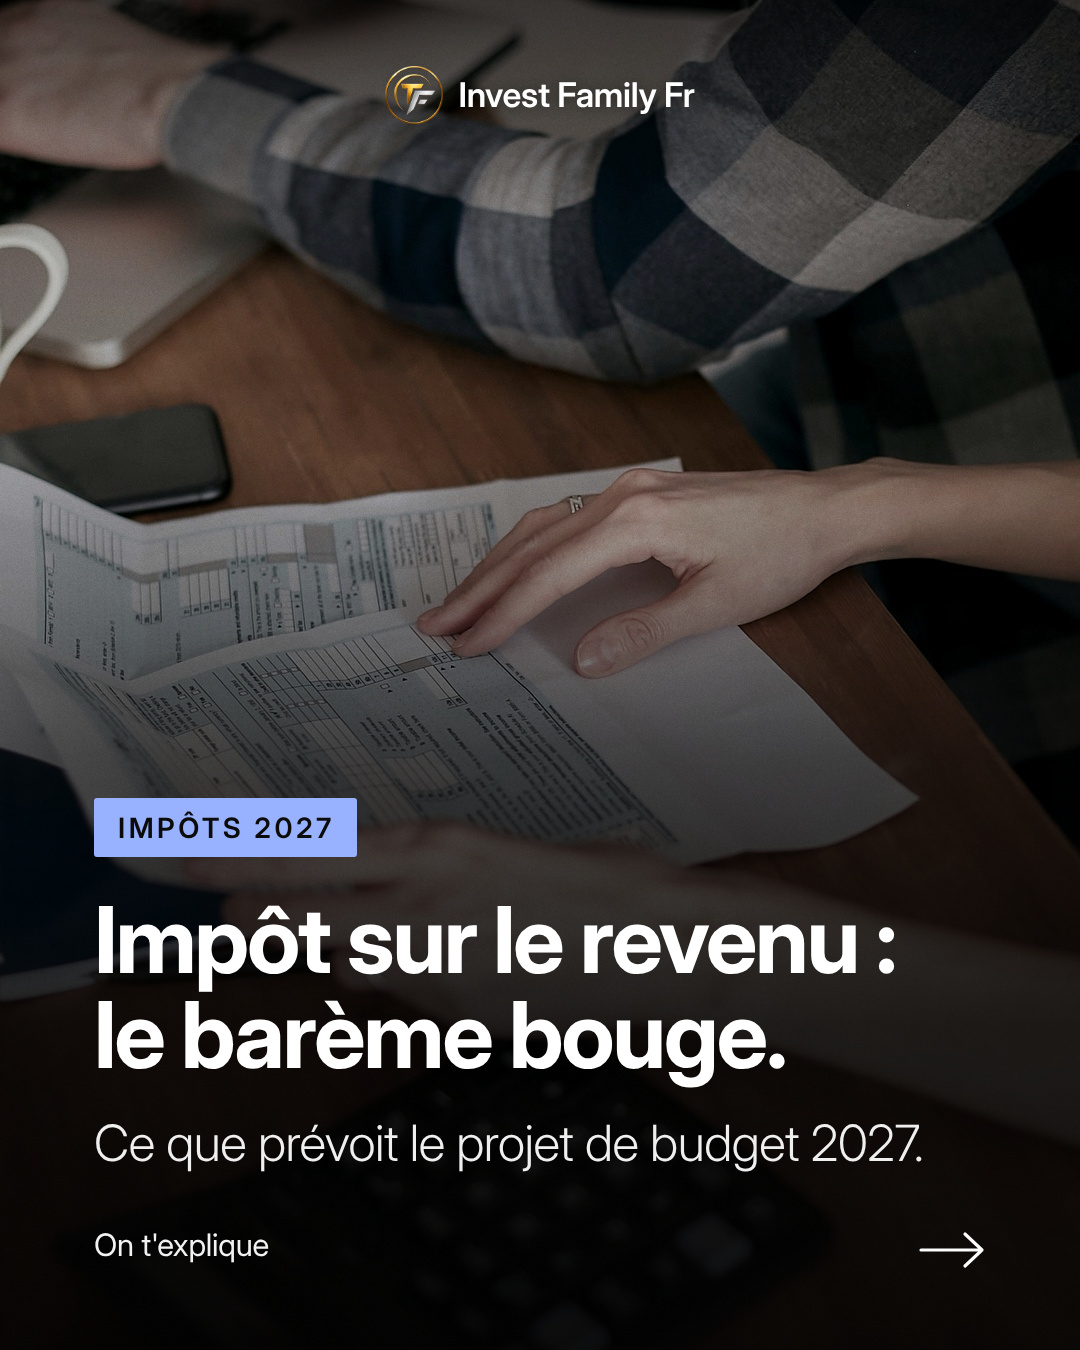 Invest Family Fr
IMPÔTS 2027
Impôt sur le revenu :
le barème bouge.
Ce que prévoit le projet de budget 2027.
On t'explique